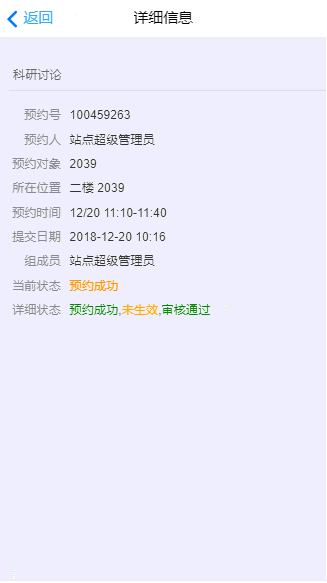 返回 详细信息
科研讨论
预约号 100459263
预约人 站点超级管理员
预约对象 2039
所在位置 二楼 2039
预约时间 12/20 11:10-11:40
提交日期 2018-12-20 10:16
组成员 站点超级管理员
当前状态 预约成功
详细状态 预约成功,未生效,审核通过